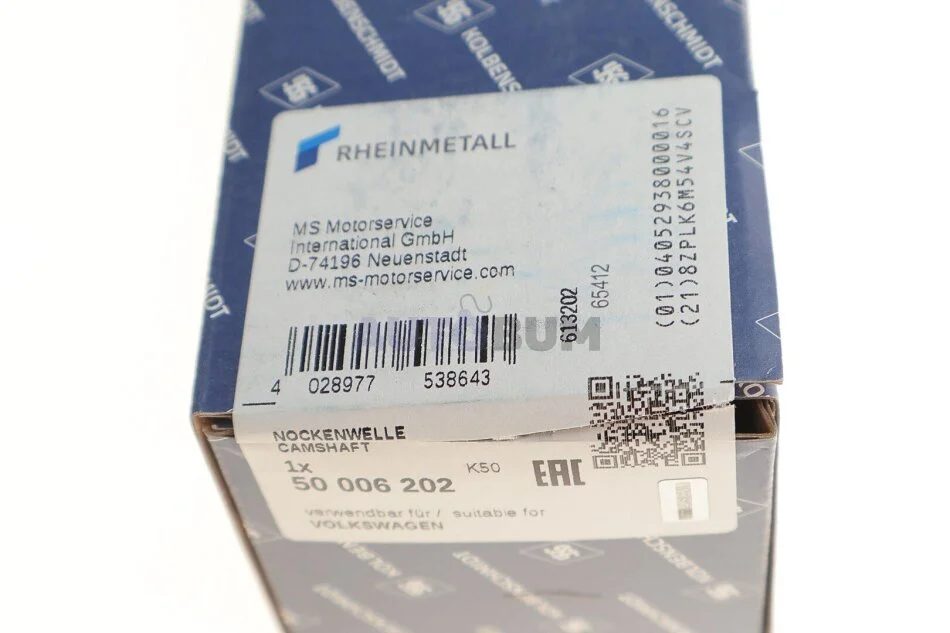 KOLBENSCHMIDT
RHEINMETALL
MS Motorservice
International GmbH
D-74196 Neuenstadt
www.ms-motorservice.com
4 028977 538643
613202
65412
(01)04052938000016
(21)8ZPLK6M54V4SCV
NOCKENWELLE
CAMSHAFT
1x
K50
EAC
50 006 202
verwendbar für / suitable for
VOLKSWAGEN